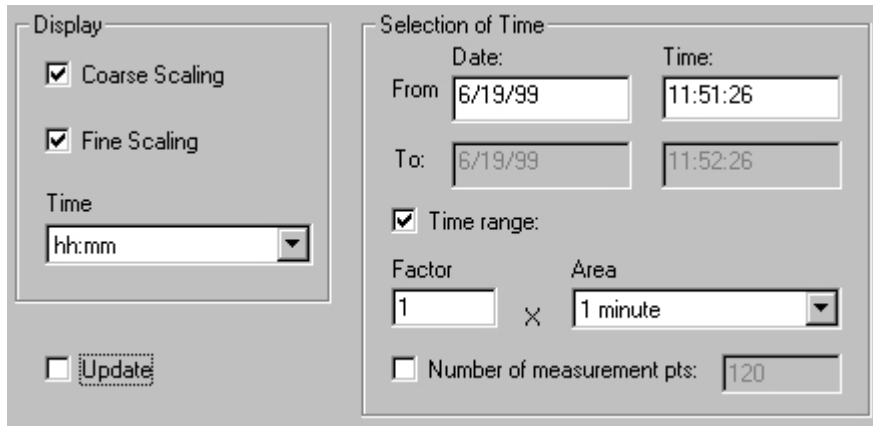 Display
Coarse Scaling
Fine Scaling
Time
hh:mm
Update
Selection of Time
Date: Time:
From 6/19/99 11:51:26
To: 6/19/99 11:52:26
Time range:
Factor Area
1 X 1 minute
Number of measurement pts: 120